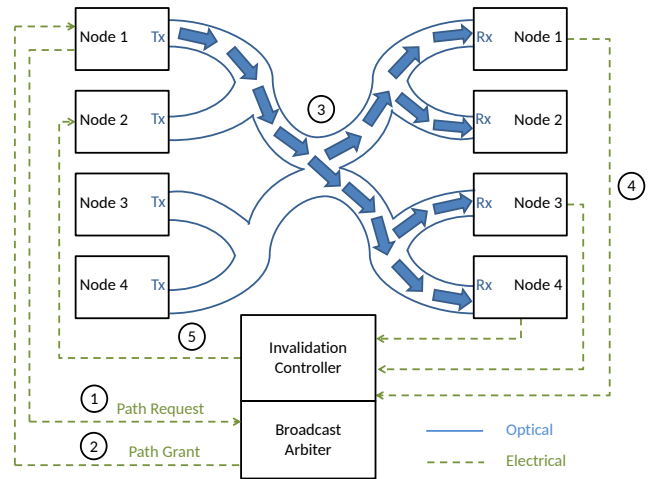 Node 1 Tx
Rx Node 1
Node 2 Tx
3
Rx Node 2
4
Node 3 Tx
Rx Node 3
Node 4 Tx
Rx Node 4
5
Invalidation
Controller
1
Path Request
2
Path Grant
Broadcast
Arbiter
Optical
Electrical